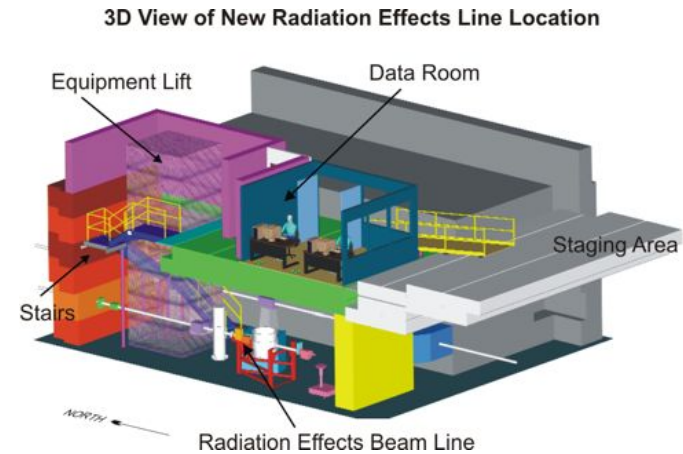 3D View of New Radiation Effects Line Location
Data Room
Equipment Lift
Staging Area
Stairs
NORTH
Radiation Effects Beam Line